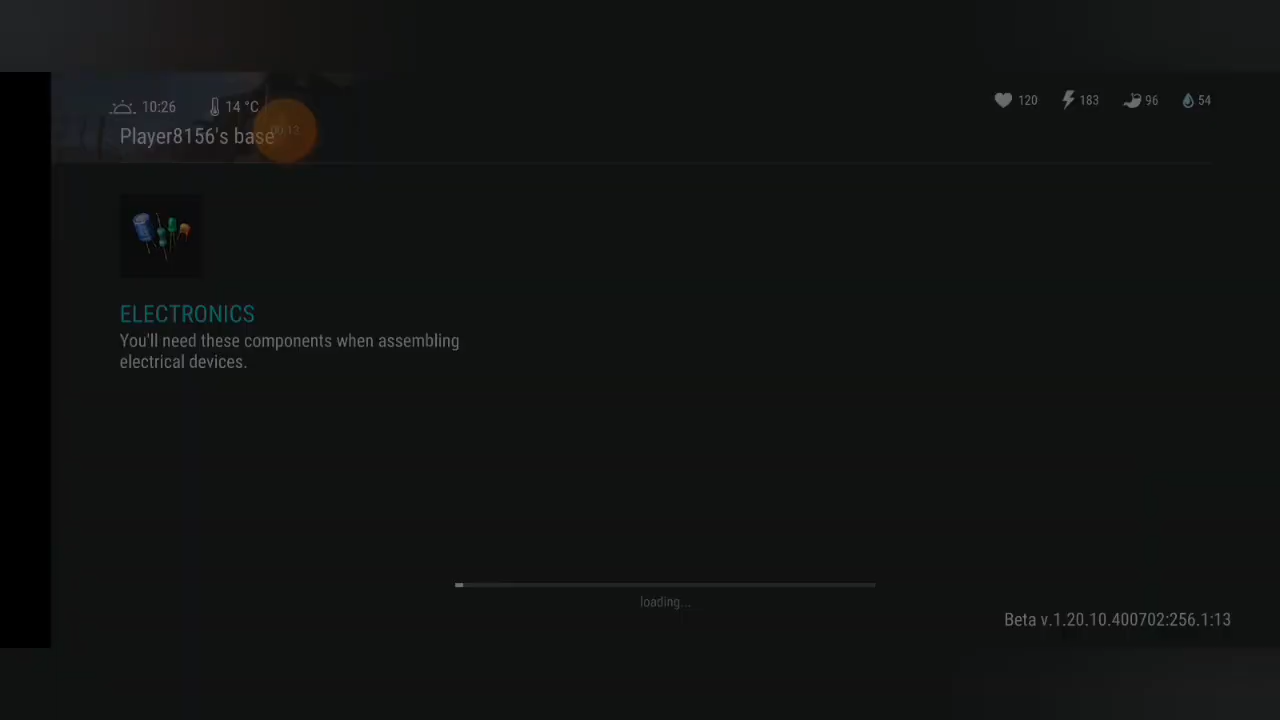 10:26 14 °C
Player8156's base
120 183 96 54
ELECTRONICS
You'll need these components when assembling
electrical devices.
loading...
Beta v.1.20.10.400702:256.1:13